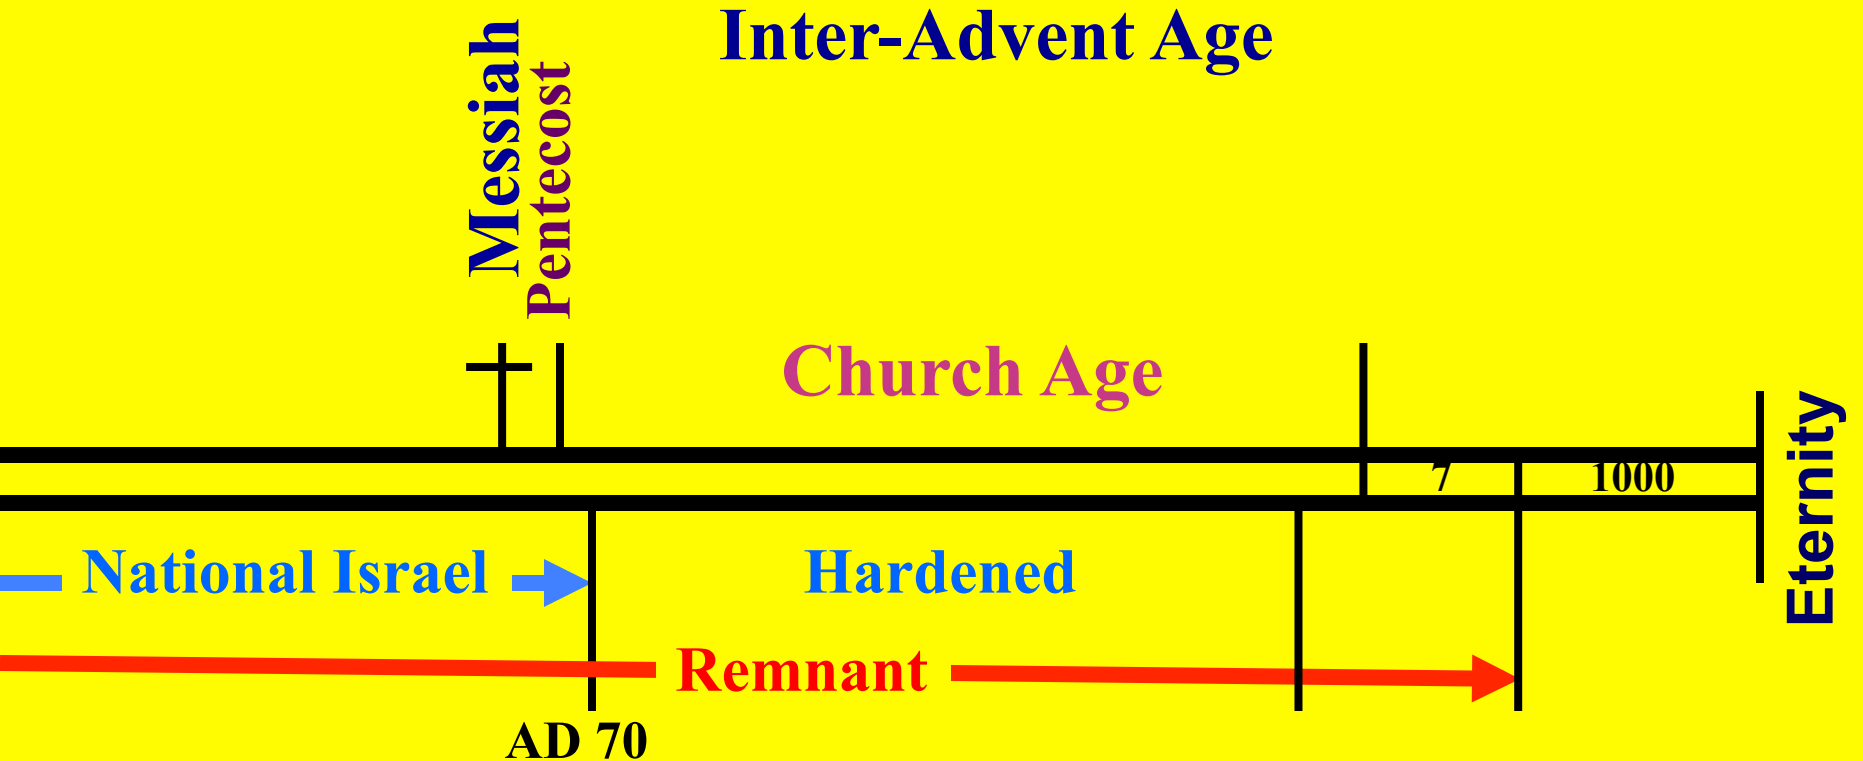 Inter-Advent Age
Messiah
Pentecost
Church Age
7
1000
Eternity
National Israel
Hardened
Remnant
AD 70